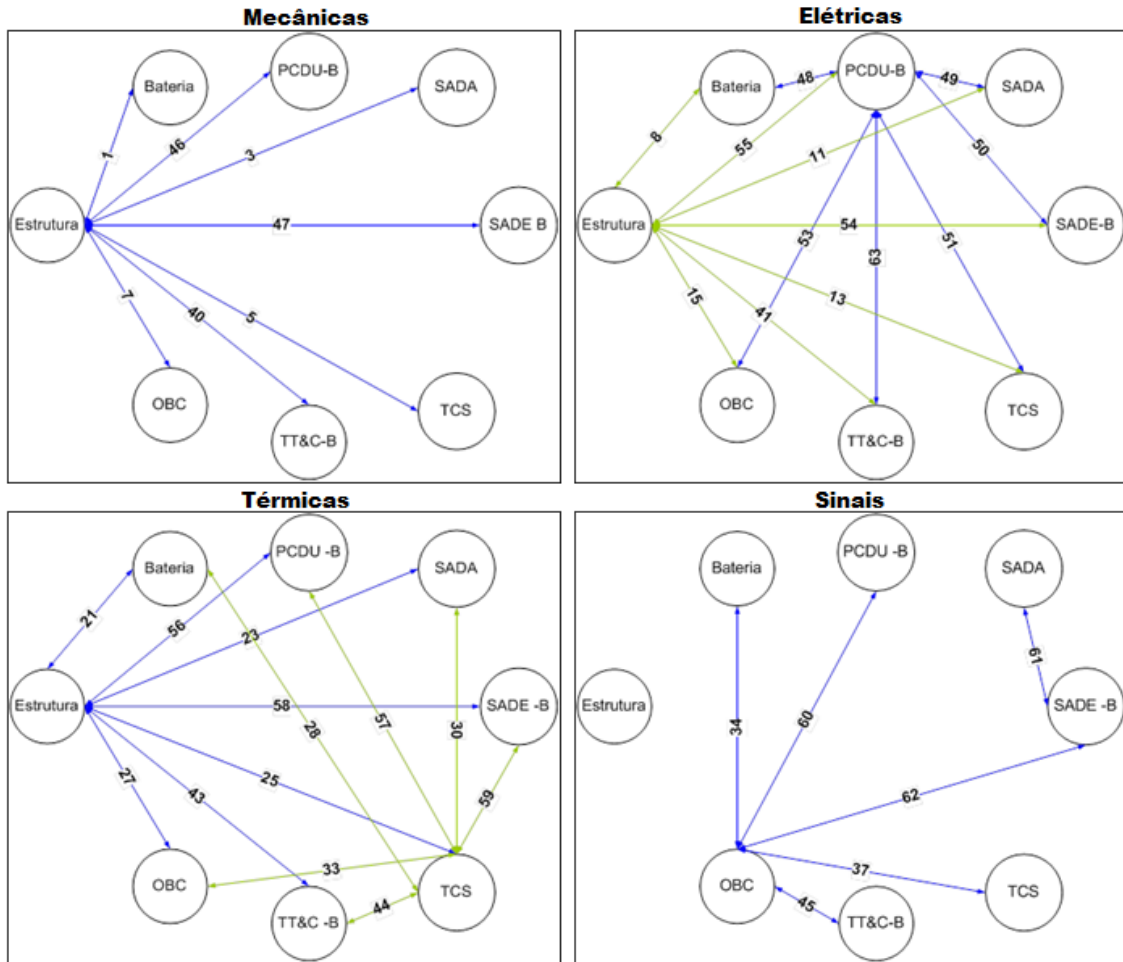 Mecânicas
Bateria
PCDU-B
SADA
Estrutura
SADE B
OBC
TT&C-B
TCS
1
46
3
47
7
40
5
Elétricas
Bateria
PCDU-B
SADA
Estrutura
SADE-B
OBC
TT&C-B
TCS
48
49
8
55
11
50
54
53
63
51
15
41
13
Térmicas
Bateria
PCDU -B
SADA
Estrutura
SADE -B
OBC
TT&C -B
TCS
21
56
23
58
28
57
30
59
27
43
25
33
44
Sinais
Bateria
PCDU -B
SADA
Estrutura
SADE -B
OBC
TT&C-B
TCS
34
60
61
62
37
45